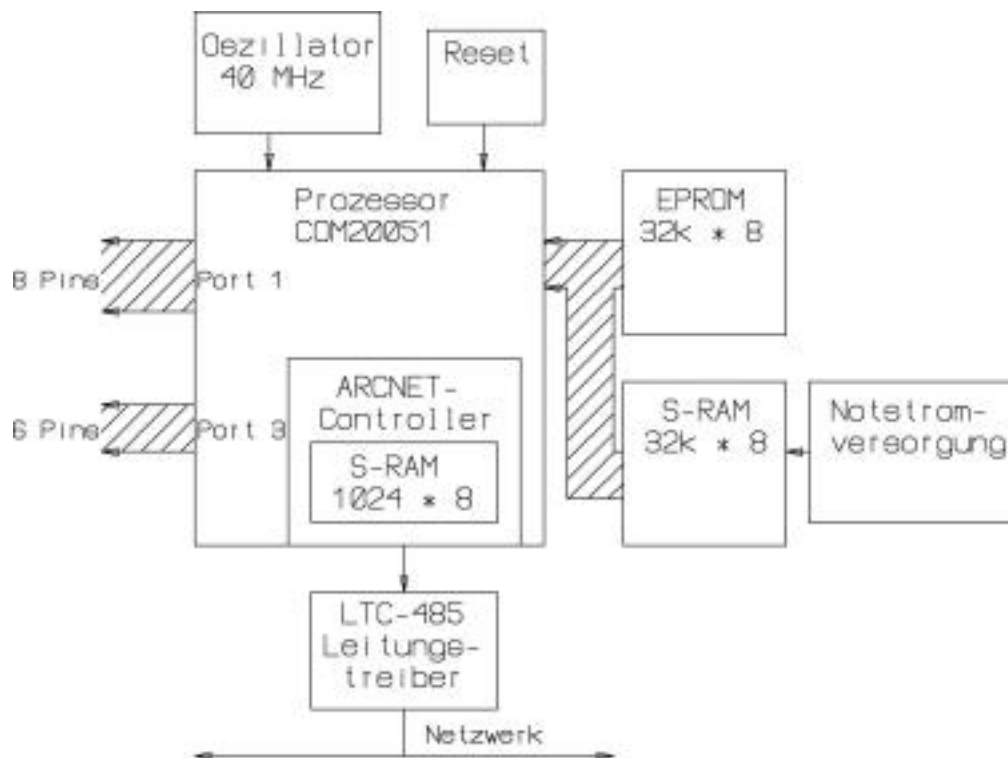 Oszillator
40 MHz
Reset
Prozessor
COM20051
EPROM
32k * 8
8 Pins
Port 1
ARCNET-
Controller
S-RAM
1024 * 8
6 Pins
Port 3
S-RAM
32k * 8
Notstrom-
versorgung
LTC-485
Leitungs-
treiber
Netzwerk